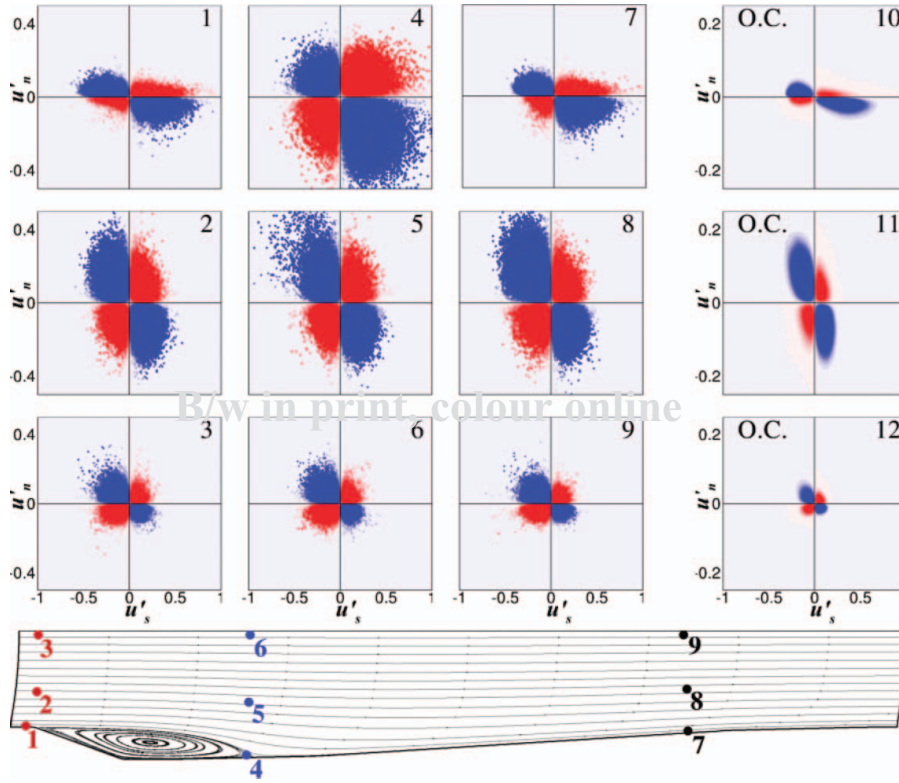 0.4 1 4 7 0.2 O.C. 10
u'n 0 0
-0.4 -0.2
0.4 2 5 8 0.2 O.C. 11
u'n 0 0
-0.4 -0.2
B/w in print, colour online
0.4 3 6 9 0.2 O.C. 12
u'n 0 0
-0.4 -0.2
-1 -0.5 0 0.5 1 -1 -0.5 0 0.5 1 -1 -0.5 0 0.5 1 -1 -0.5 0 0.5 1
u's u's u's u's
3 6 9
2 5 8
1 4 7